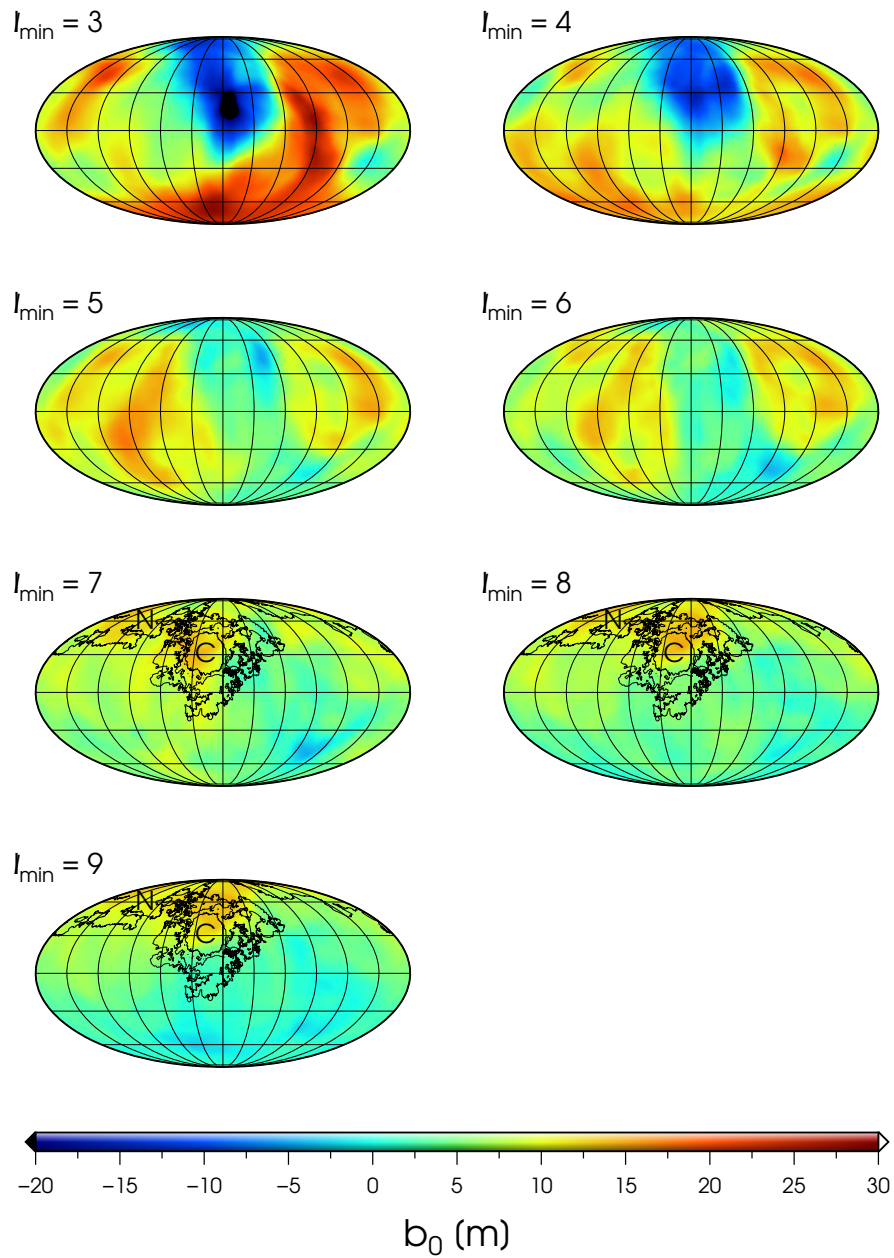 l_min = 3
l_min = 4
l_min = 5
l_min = 6
l_min = 7
N
C
l_min = 8
N
C
l_min = 9
N
C
−20 −15 −10 −5 0 5 10 15 20 25 30
b_0 (m)